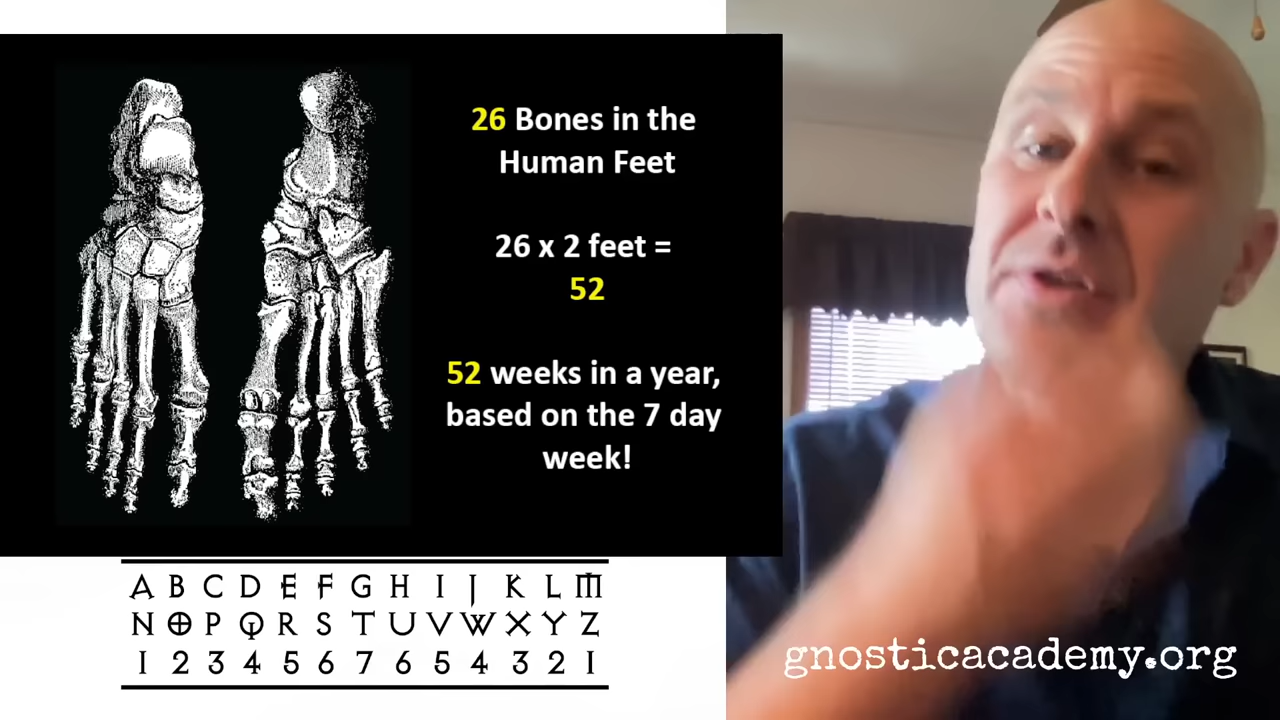 26 Bones in the
Human Feet
26 x 2 feet =
52
52 weeks in a year,
based on the 7 day
week!
A B C D E F G H I J K L M
N O P Q R S T U V W X Y Z
1 2 3 4 5 6 7 6 5 4 3 2 1
gnosticacademy.org